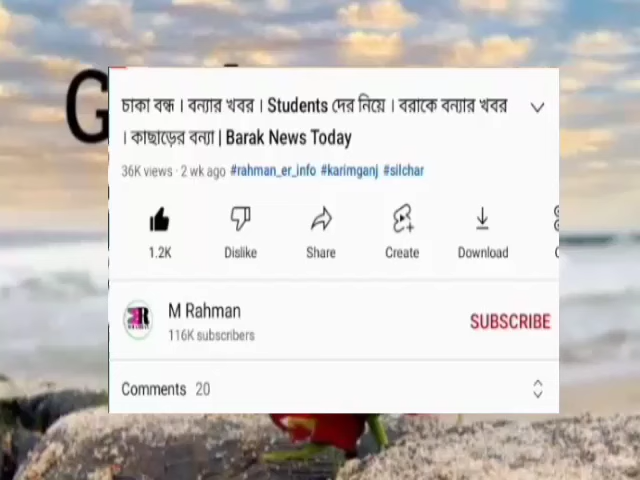 G
চাকা বন্ধ । বন্যার খবর । Students দের নিয়ে । বরাকে বন্যার খবর
। কাছাড়ের বন্যা | Barak News Today
36K views · 2 wk ago #rahman_er_info #karimganj #silchar
1.2K Dislike Share Create Download
M Rahman
116K subscribers
SUBSCRIBE
Comments 20